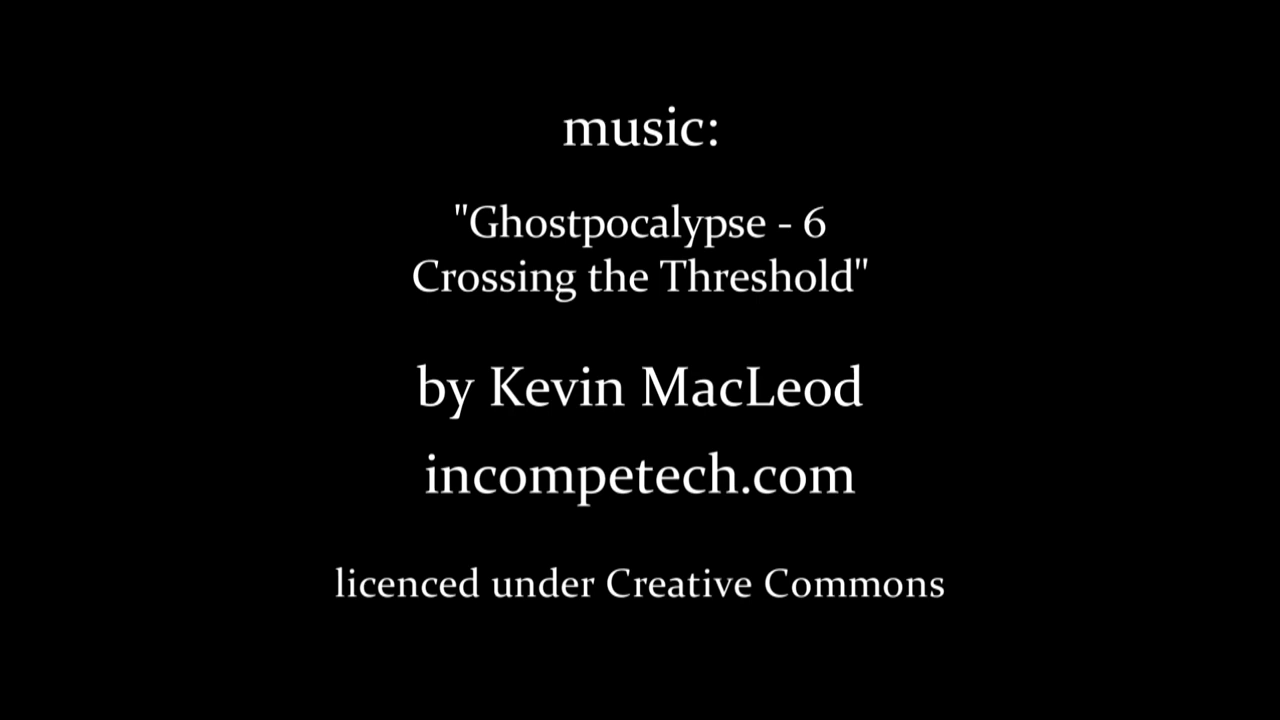 music:
"Ghostpocalypse - 6
Crossing the Threshold"
by Kevin MacLeod
incompetech.com
licenced under Creative Commons